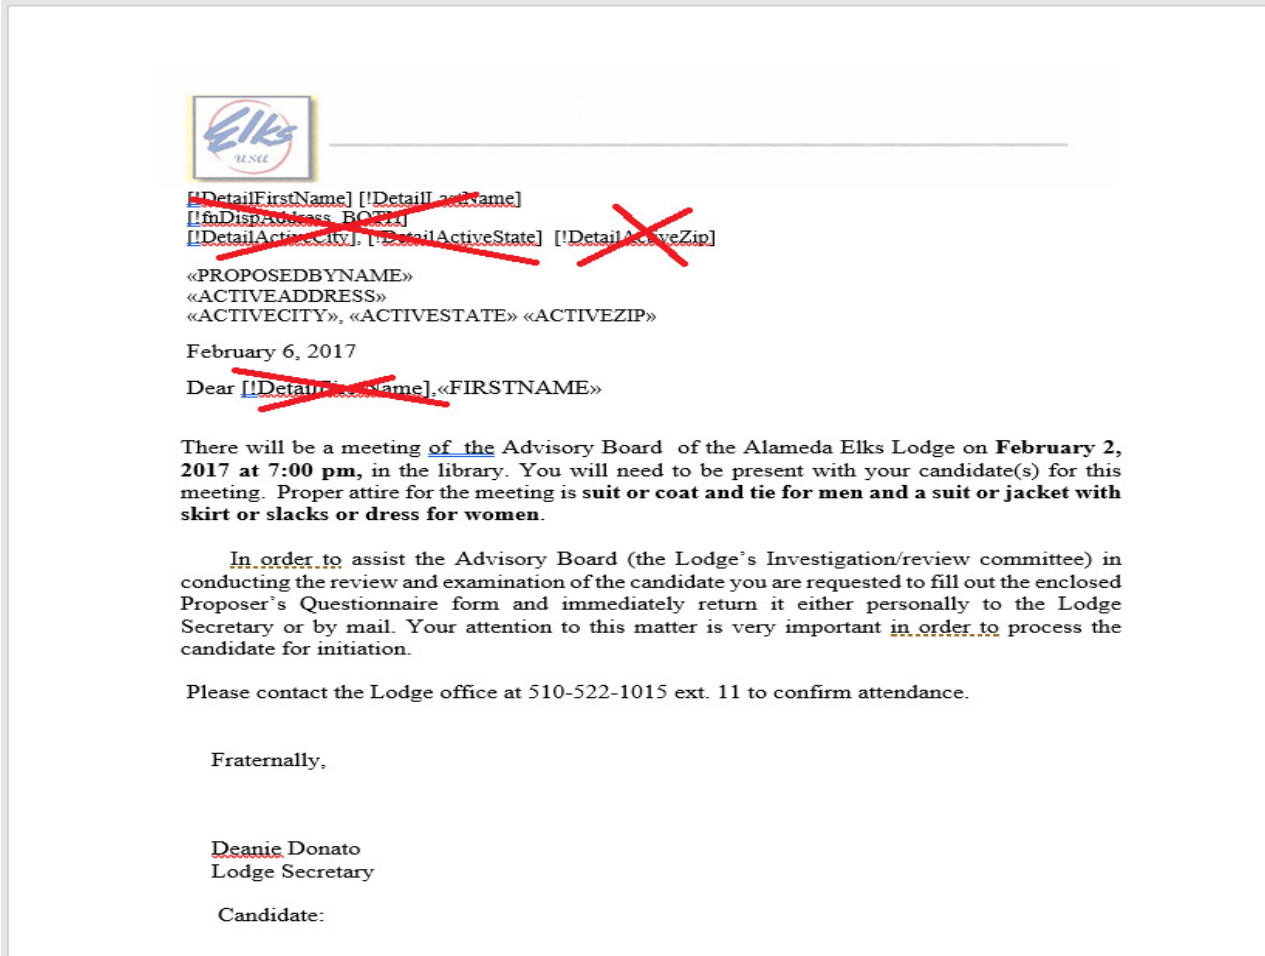 Elks
USA
[!DetailFirstName] [!DetailLastName]
[!fnDispAddress_BOTH]
[!DetailActiveCity], [!DetailActiveState]  [!DetailActiveZip]
«PROPOSEDBYNAME»
«ACTIVEADDRESS»
«ACTIVECITY», «ACTIVESTATE» «ACTIVEZIP»
February 6, 2017
Dear [!DetailFirstName],«FIRSTNAME»
There will be a meeting of  the Advisory Board  of the Alameda Elks Lodge on February 2,
2017 at 7:00 pm, in the library. You will need to be present with your candidate(s) for this
meeting.  Proper attire for the meeting is suit or coat and tie for men and a suit or jacket with
skirt or slacks or dress for women.
In order to assist the Advisory Board (the Lodge’s Investigation/review committee) in
conducting the review and examination of the candidate you are requested to fill out the enclosed
Proposer’s Questionnaire form and immediately return it either personally to the Lodge
Secretary or by mail. Your attention to this matter is very important in order to process the
candidate for initiation.
Please contact the Lodge office at 510-522-1015 ext. 11 to confirm attendance.
Fraternally,
Deanie Donato
Lodge Secretary
Candidate: